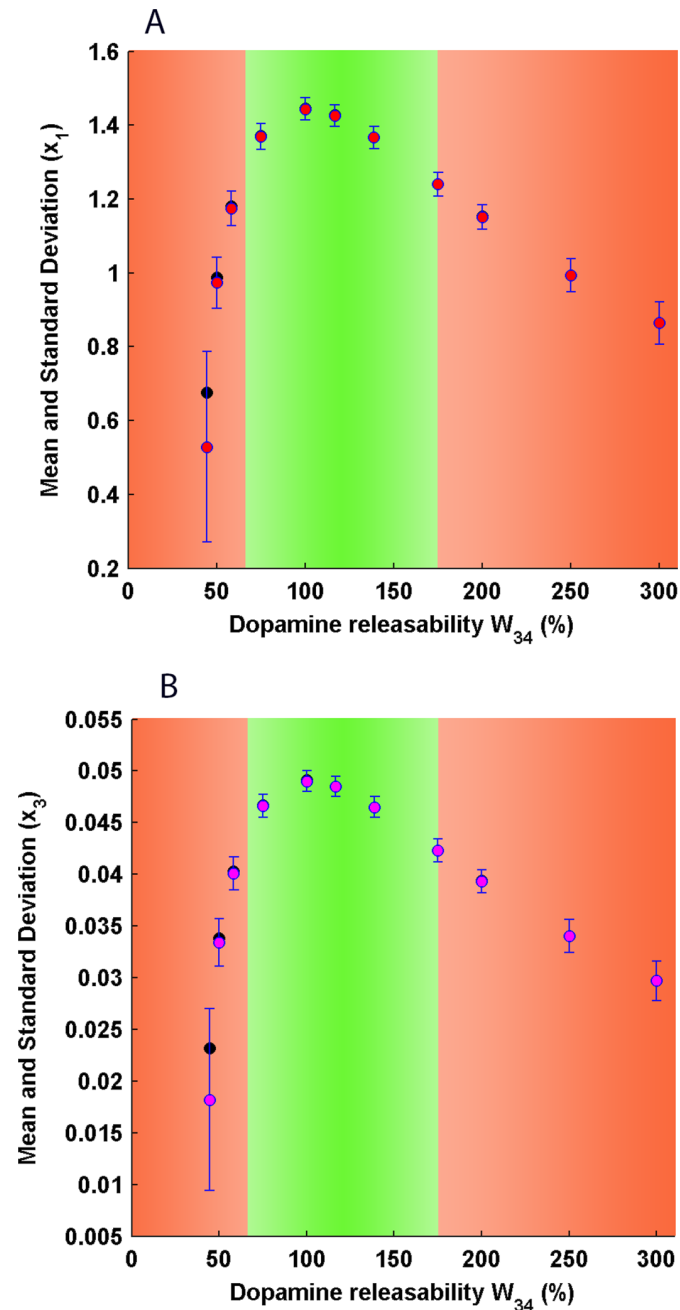 A
Mean and Standard Deviation (x1)
1.6
1.4
1.2
1
0.8
0.6
0.4
0.2
0 50 100 150 200 250 300
Dopamine releasability W34 (%)
B
Mean and Standard Deviation (x3)
0.055
0.05
0.045
0.04
0.035
0.03
0.025
0.02
0.015
0.01
0.005
0 50 100 150 200 250 300
Dopamine releasability W34 (%)